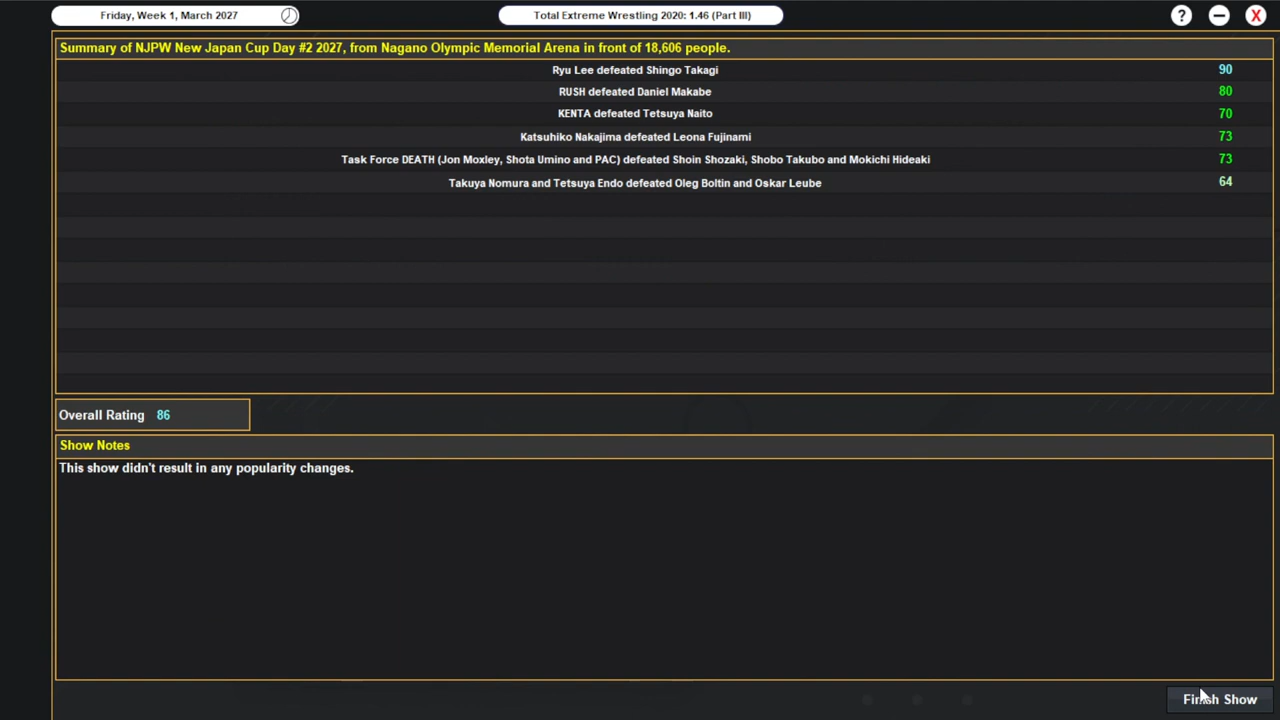 Friday, Week 1, March 2027
Total Extreme Wrestling 2020: 1.46 (Part III)
?
X
Summary of NJPW New Japan Cup Day #2 2027, from Nagano Olympic Memorial Arena in front of 18,606 people.
Ryu Lee defeated Shingo Takagi 90
RUSH defeated Daniel Makabe 80
KENTA defeated Tetsuya Naito 70
Katsuhiko Nakajima defeated Leona Fujinami 73
Task Force DEATH (Jon Moxley, Shota Umino and PAC) defeated Shoin Shozaki, Shobo Takubo and Mokichi Hideaki 73
Takuya Nomura and Tetsuya Endo defeated Oleg Boltin and Oskar Leube 64
Overall Rating 86
Show Notes
This show didn't result in any popularity changes.
Finish Show